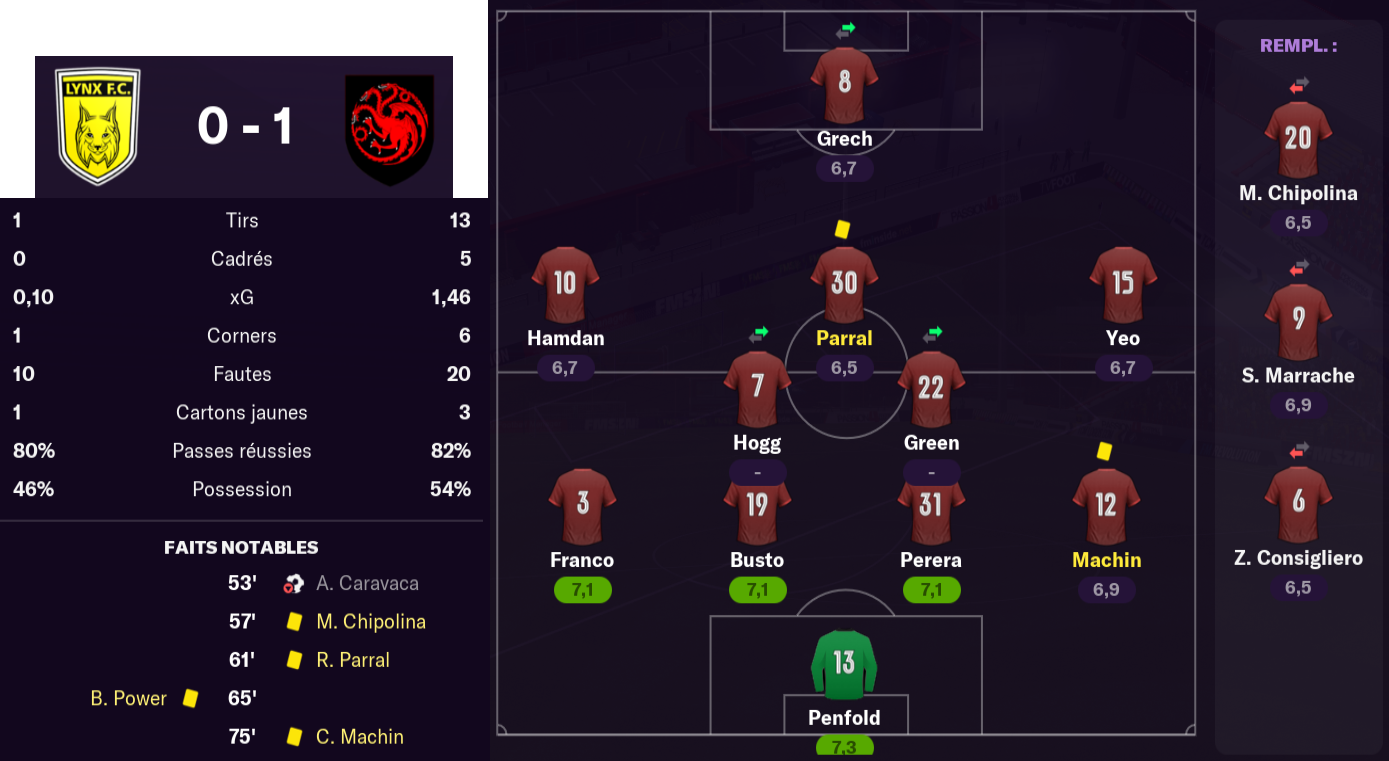 LYNX F.C.
0 - 1
1 Tirs 13
0 Cadrés 5
0,10 xG 1,46
1 Corners 6
10 Fautes 20
1 Cartons jaunes 3
80% Passes réussies 82%
46% Possession 54%
FAITS NOTABLES
53' A. Caravaca
57' M. Chipolina
61' R. Parral
B. Power 65'
75' C. Machin
8
Grech
6,7
10 30 15
Hamdan Parral Yeo
6,7 6,5 6,7
7 22
Hogg Green
- -
3 19 31 12
Franco Busto Perera Machin
7,1 7,1 7,1 6,9
13
Penfold
7,3
REMPL. :
20
M. Chipolina
6,5
9
S. Marrache
6,9
6
Z. Consigliero
6,5